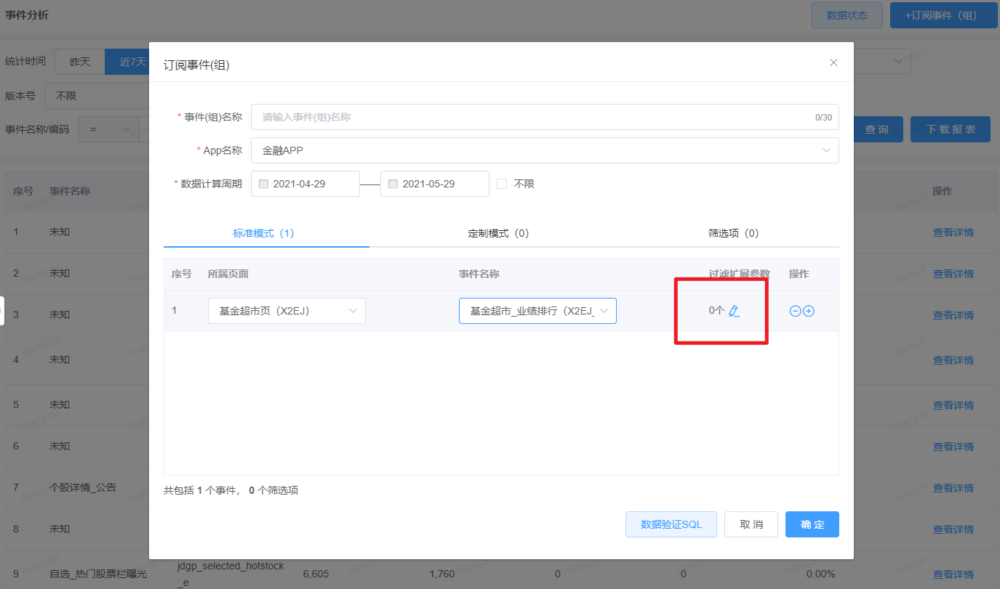 事件分析
数据状态
+订阅事件（组）
统计时间
昨天
近7天
版本号
不限
事件名称/编码
=
查 询
下 载 报 表
序号
事件名称
操作
1
未知
查看详情
2
未知
查看详情
3
未知
查看详情
4
未知
查看详情
5
未知
查看详情
6
未知
查看详情
7
个股详情_公告
查看详情
8
未知
查看详情
9
自选_热门股票栏曝光
jdgp_selected_hotstock
_e
6,605
1,760
0
0
0.00%
查看详情
订阅事件(组)
* 事件(组)名称
请输入事件(组)名称
0/30
* App名称
金融APP
* 数据计算周期
2021-04-29
2021-05-29
不限
标准模式（1）
定制模式（0）
筛选项（0）
序号
所属页面
事件名称
过滤扩展参数
操作
1
基金超市页（X2EJ）
基金超市_业绩排行（X2EJ_
0个
共包括 1 个事件， 0 个筛选项
数据验证SQL
取 消
确 定